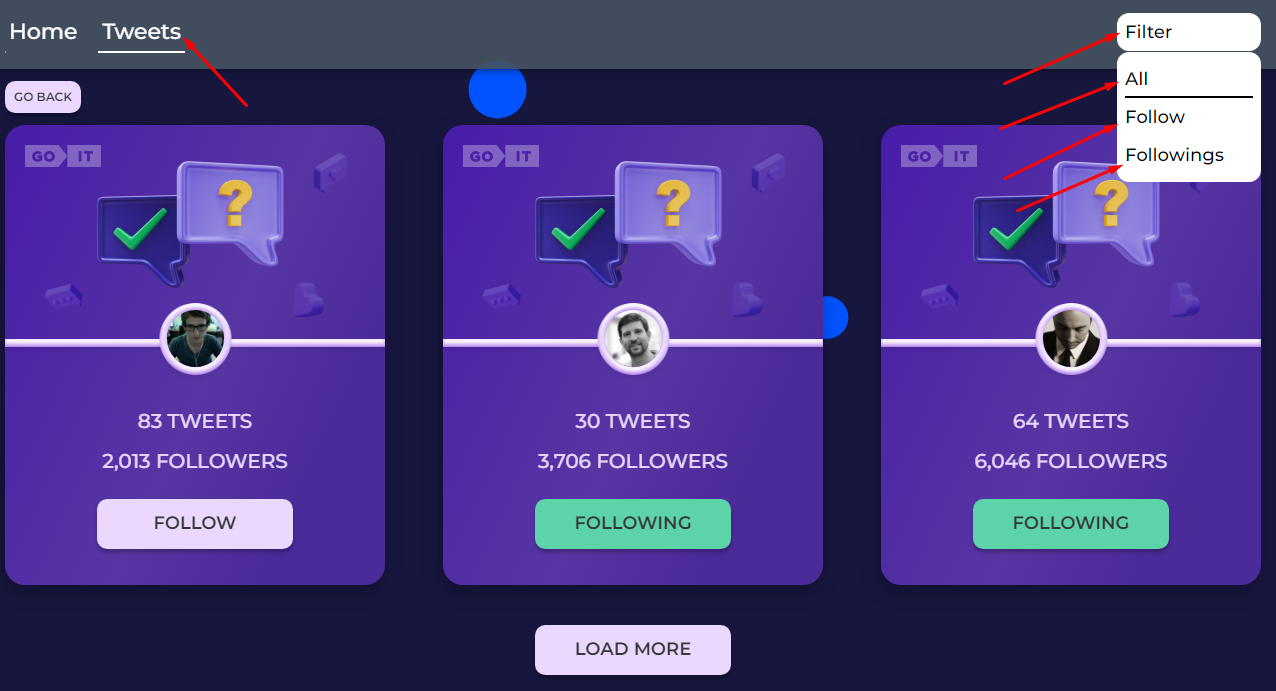 Home Tweets
Filter
All
Follow
Followings
GO BACK
GO IT
83 TWEETS
2,013 FOLLOWERS
FOLLOW
GO IT
30 TWEETS
3,706 FOLLOWERS
FOLLOWING
GO IT
64 TWEETS
6,046 FOLLOWERS
FOLLOWING
LOAD MORE